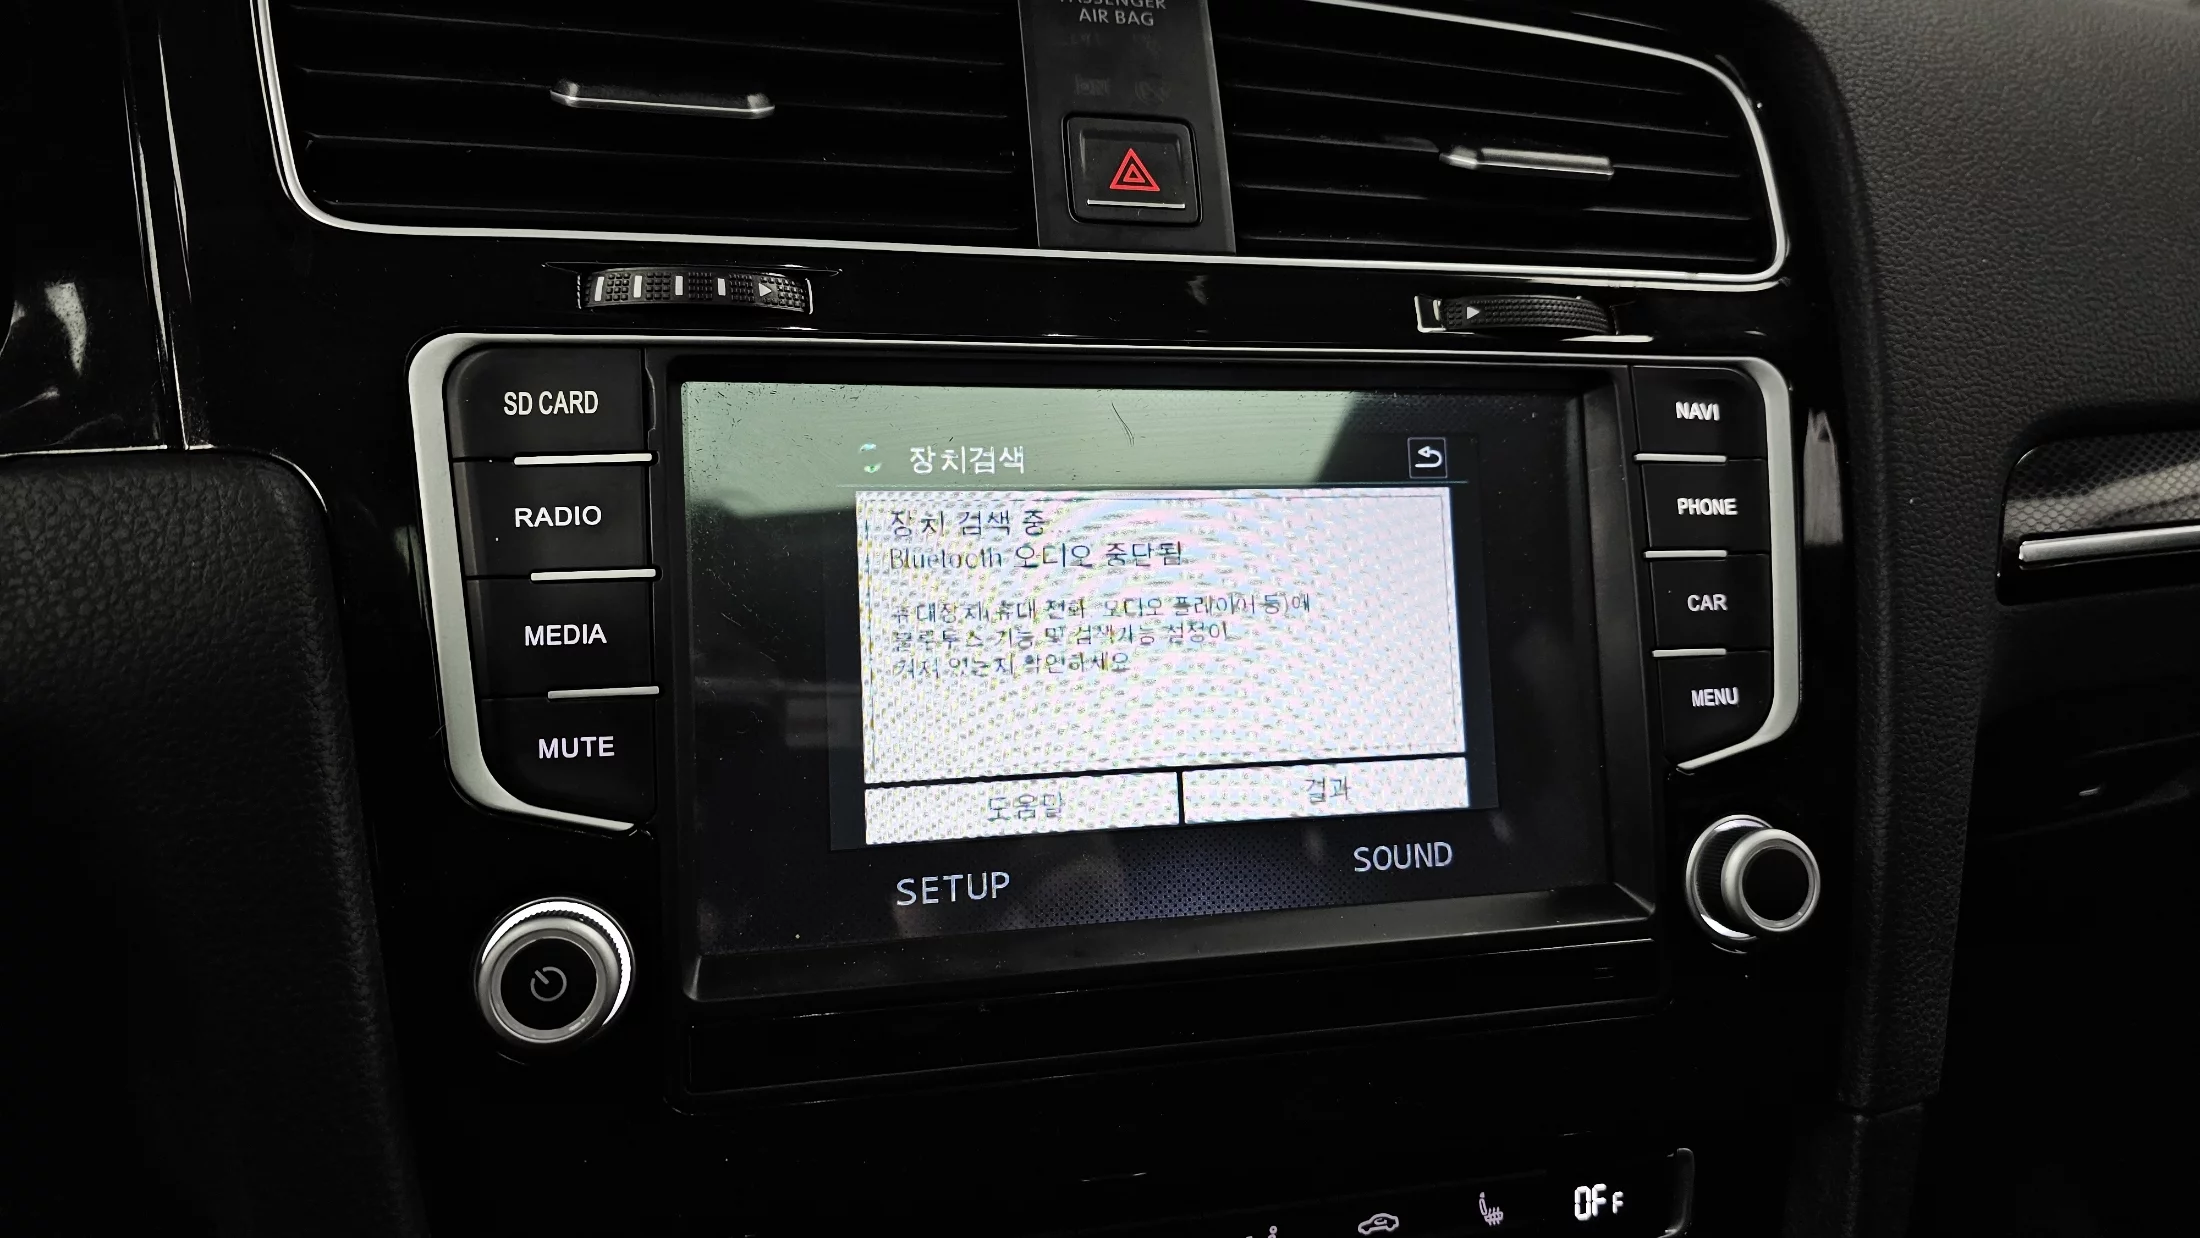 PASSENGER
AIR BAG
SD CARD
RADIO
MEDIA
MUTE
장치검색
장치 검색 중
Bluetooth 오디오 중단됨
휴대장치(휴대 전화, 오디오 플레이어 등)에
블루투스 기능 및 검색가능 설정이
켜져 있는지 확인하세요
도움말
결과
SETUP
SOUND
NAVI
PHONE
CAR
MENU
OFF